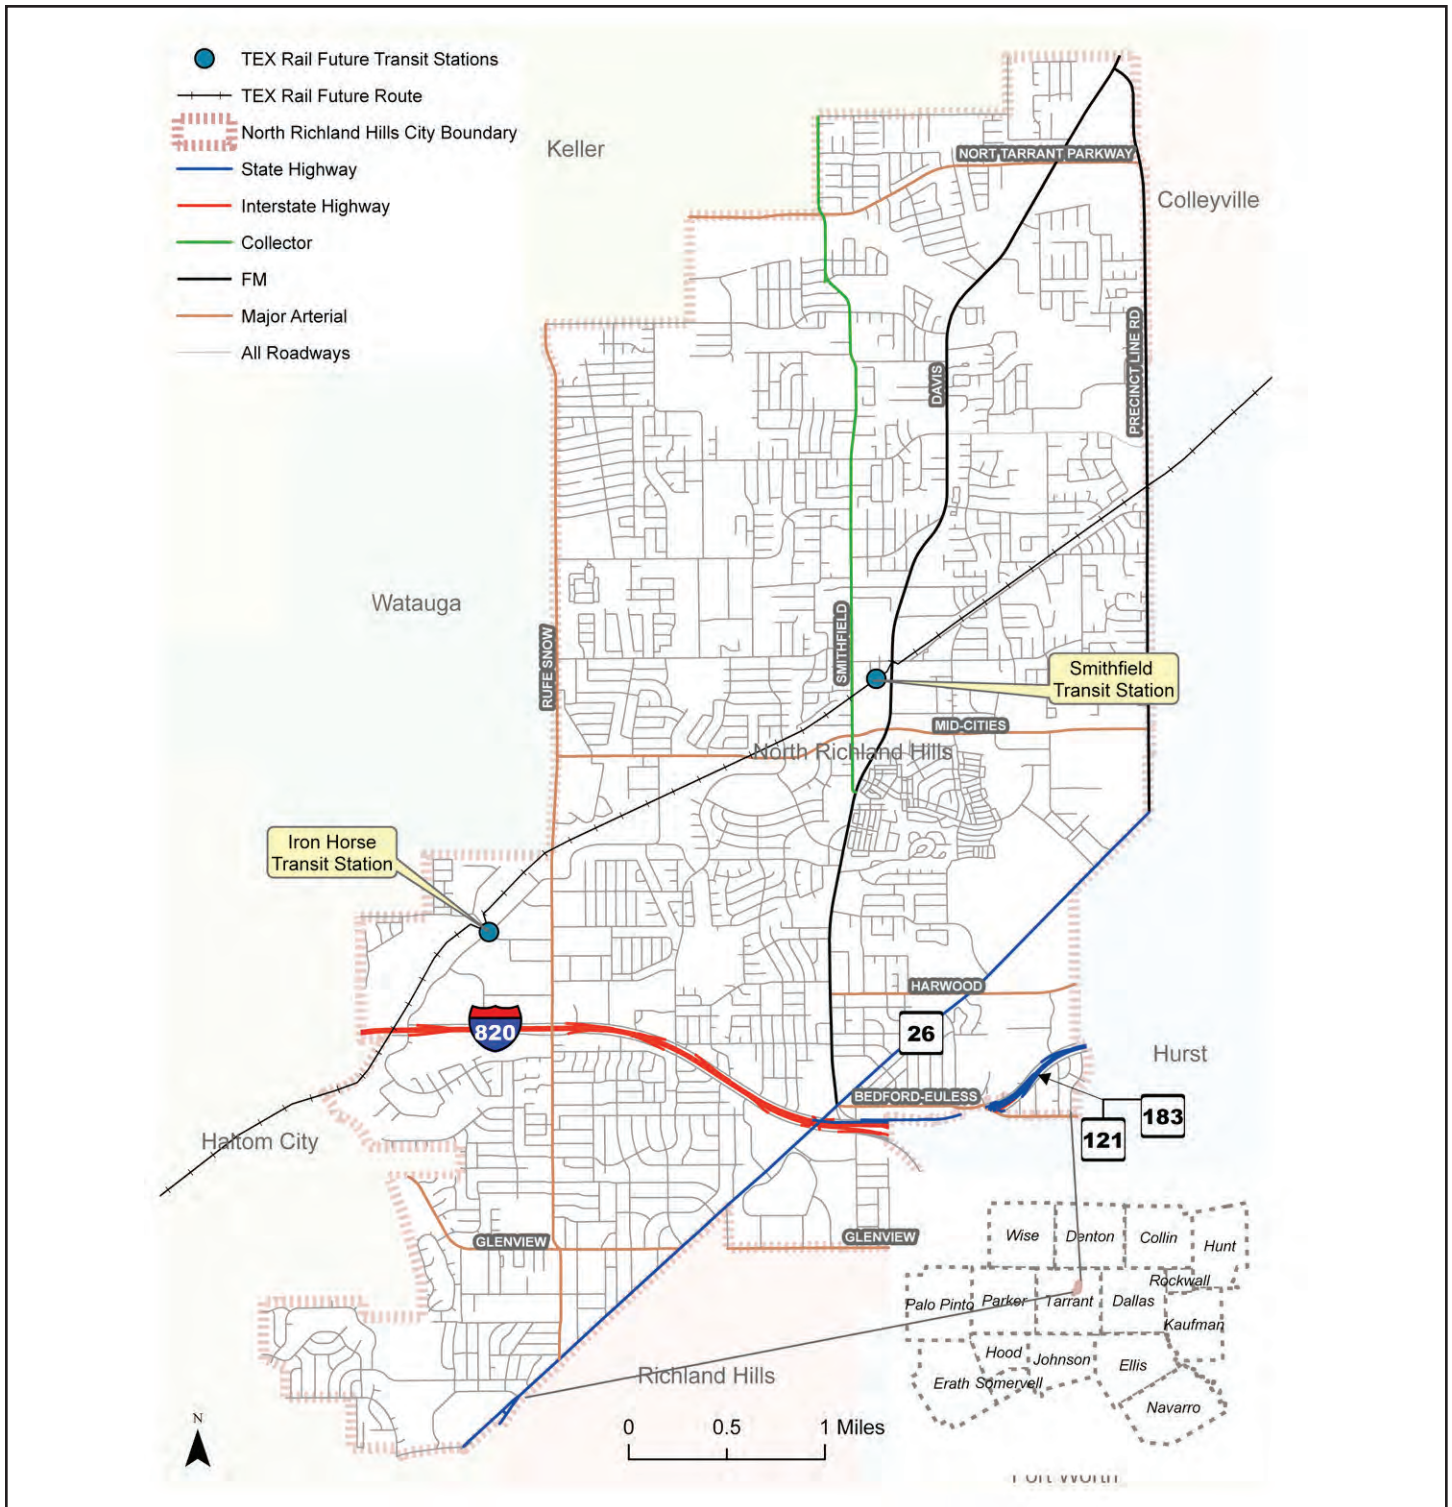 TEX Rail Future Transit Stations
TEX Rail Future Route
North Richland Hills City Boundary
State Highway
Interstate Highway
Collector
FM
Major Arterial
All Roadways
Keller
NORT TARRANT PARKWAY
Colleyville
DAVIS
PRECINCT LINE RD
Watauga
RUFE SNOW
SMITHFIELD
Smithfield
Transit Station
MID-CITIES
North Richland Hills
Iron Horse
Transit Station
HARWOOD
820
26
Hurst
BEDFORD-EULESS
183
121
Haltom City
GLENVIEW
GLENVIEW
Wise
Denton
Collin
Hunt
Rockwall
Palo Pinto
Parker
Tarrant
Dallas
Kaufman
Hood
Johnson
Ellis
Erath
Somervell
Navarro
Richland Hills
N
0 0.5 1 Miles
Fort Worth